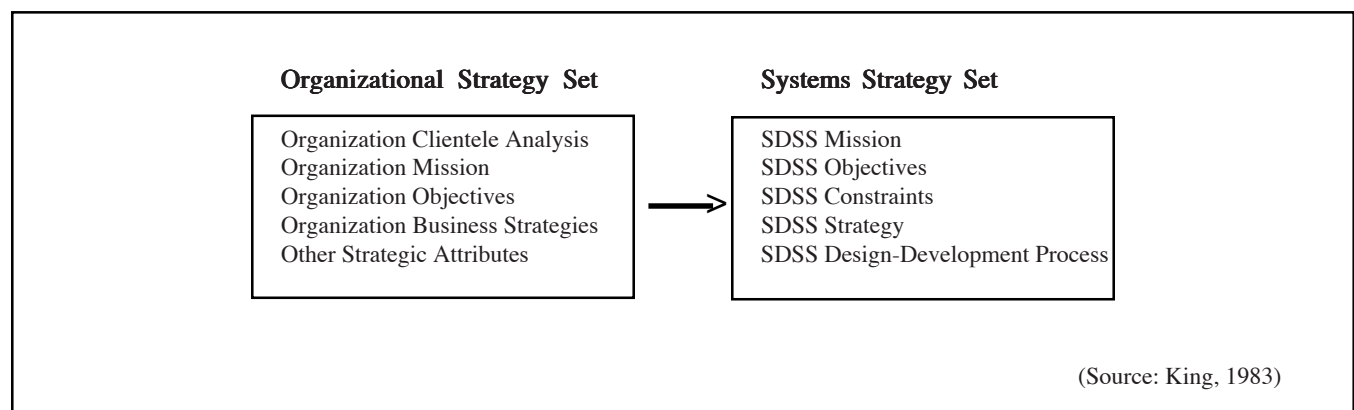 Organizational Strategy Set
Organization Clientele Analysis
Organization Mission
Organization Objectives
Organization Business Strategies
Other Strategic Attributes
Systems Strategy Set
SDSS Mission
SDSS Objectives
SDSS Constraints
SDSS Strategy
SDSS Design-Development Process
(Source: King, 1983)